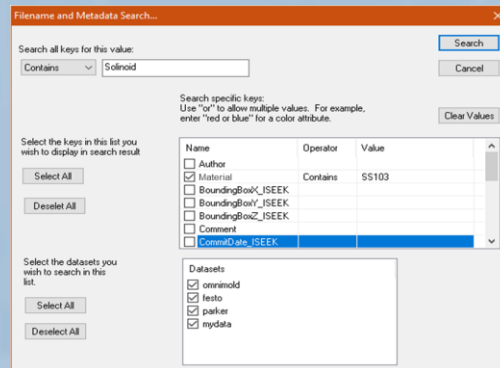 Filename and Metadata Search...
Search all keys for this value:
Contains Solinoid
Search
Cancel
Search specific keys:
Use "or" to allow multiple values. For example,
enter "red or blue" for a color attribute.
Clear Values
Select the keys in this list you
wish to display in search result
Select All
Deselet All
Name Operator Value
Author
Material Contains SS103
BoundingBoxX_ISEEK
BoundingBoxY_ISEEK
BoundingBoxZ_ISEEK
Comment
CommitDate_ISEEK
Select the datasets you
wish to search in this
list.
Select All
Deselect All
Datasets
omnimold
festo
parker
mydata